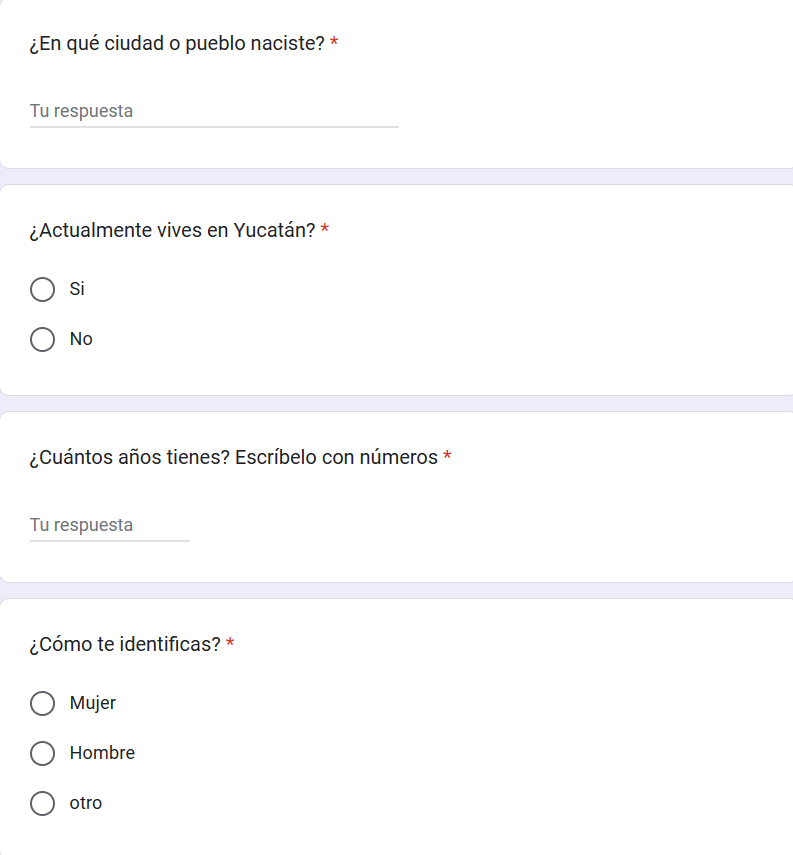 ¿En qué ciudad o pueblo naciste? *
Tu respuesta
¿Actualmente vives en Yucatán? *
Si
No
¿Cuántos años tienes? Escríbelo con números *
Tu respuesta
¿Cómo te identificas? *
Mujer
Hombre
otro